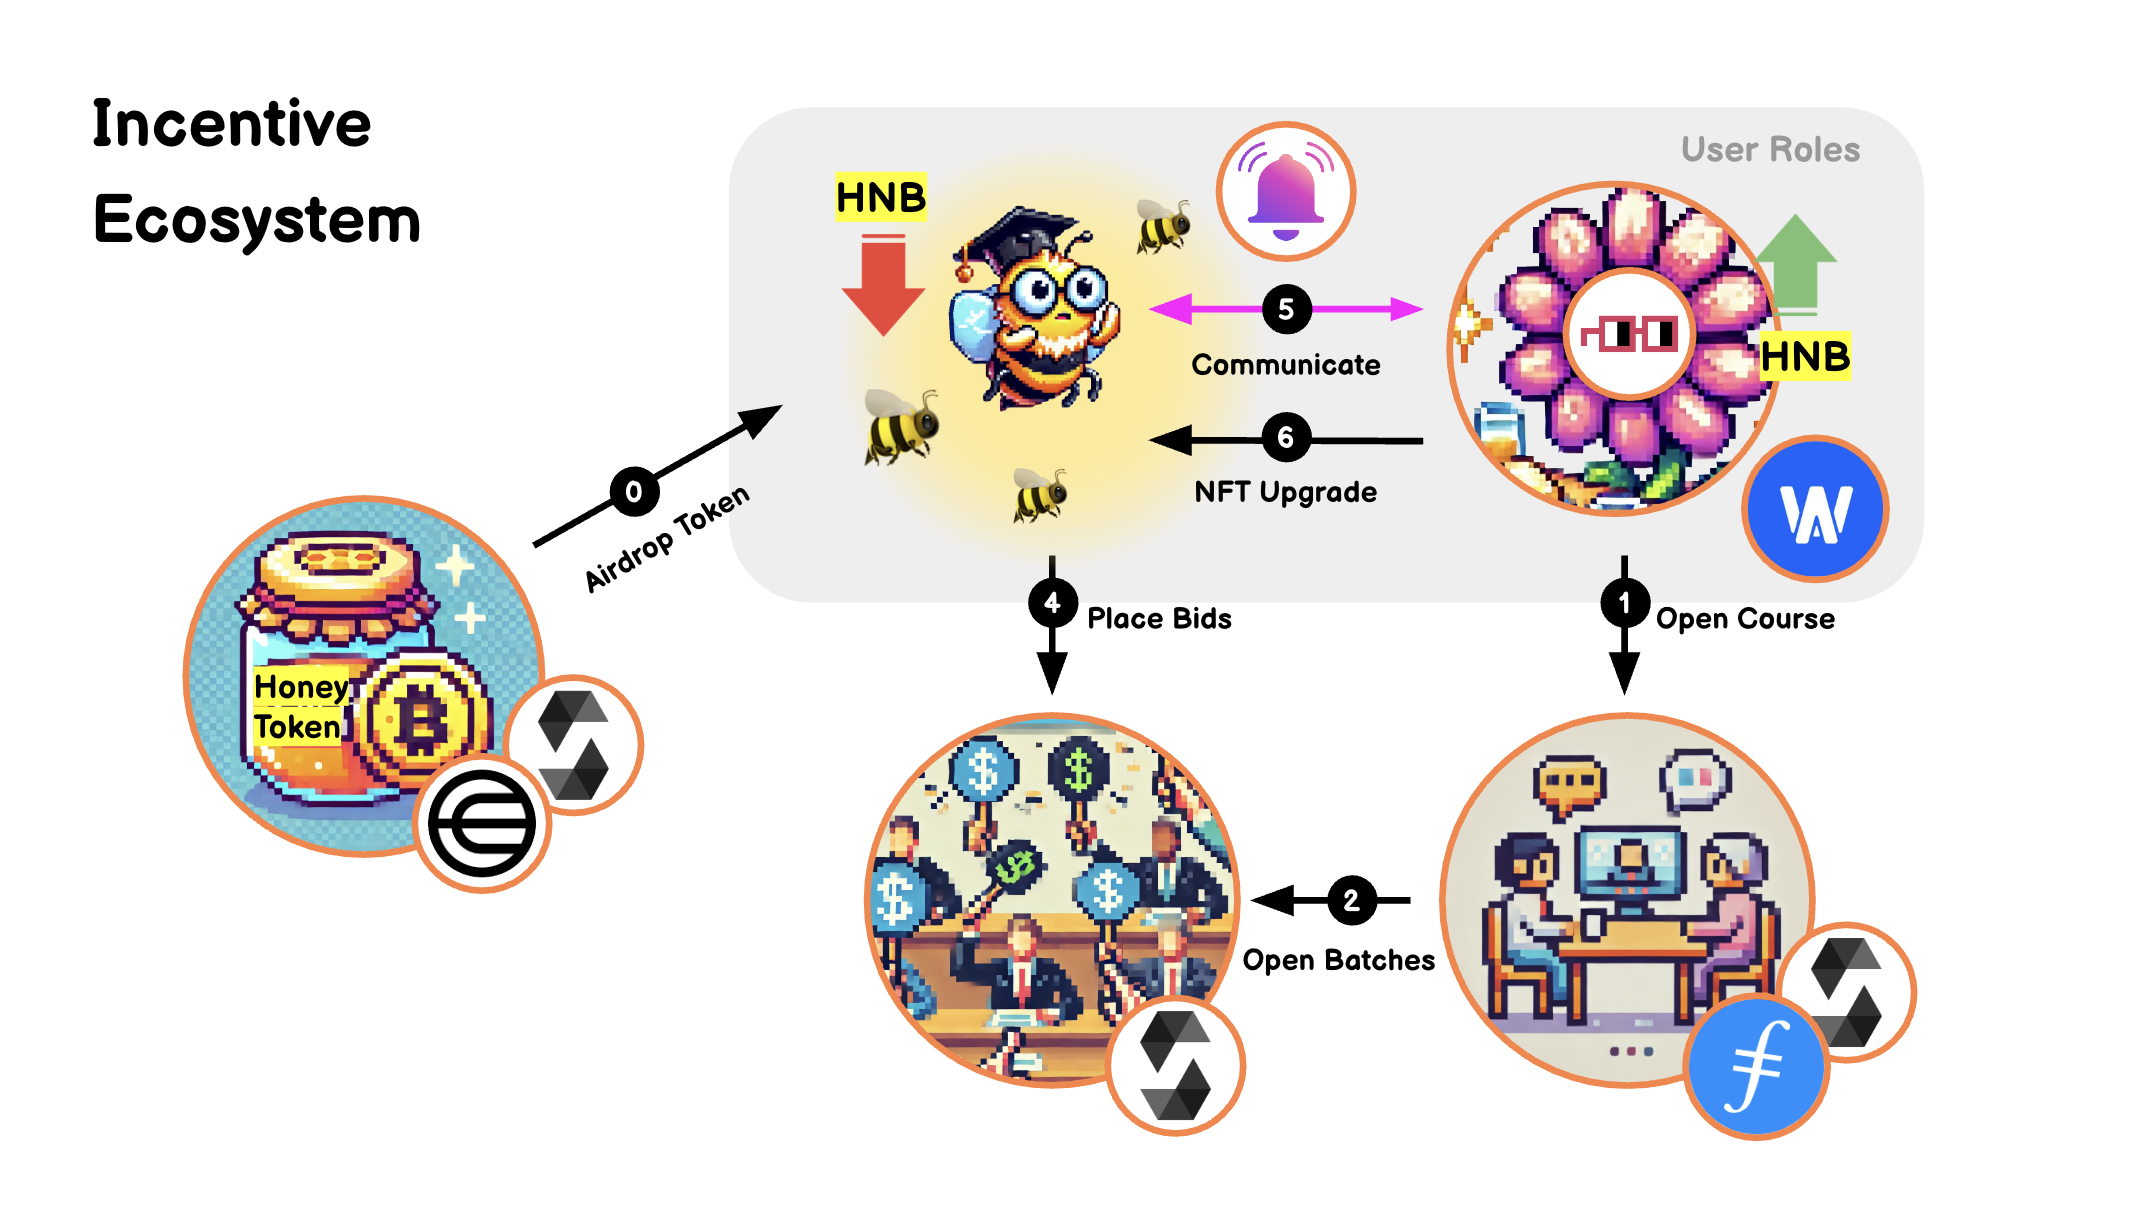 Incentive
Ecosystem
User Roles
HNB
5
Communicate
HNB
6
NFT Upgrade
0
Airdrop Token
4
Place Bids
1
Open Course
Honey
Token
2
Open Batches